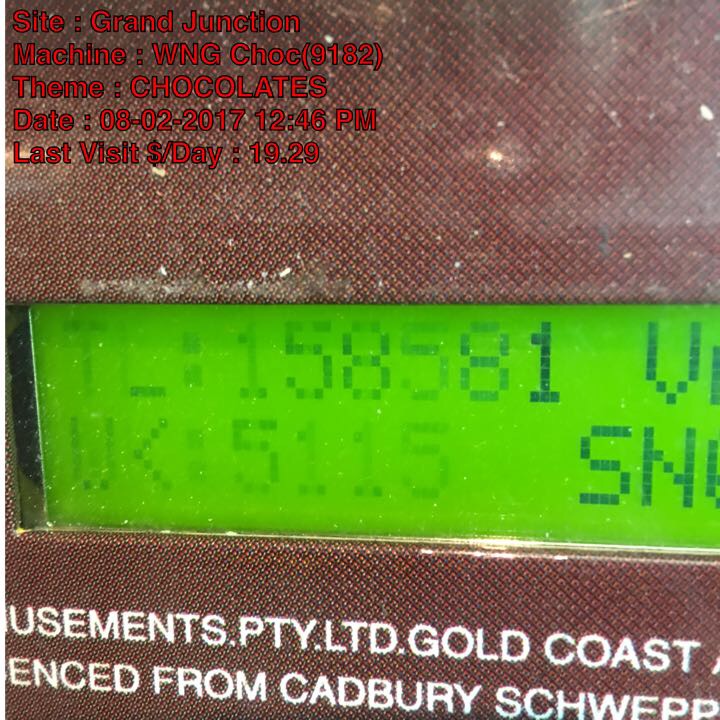 Site : Grand Junction
Machine : WNG Choc(9182)
Theme : CHOCOLATES
Date : 08-02-2017 12:46 PM
Last Visit $/Day : 19.29
TL:158581
WK:5115
USEMENTS.PTY.LTD.GOLD COAST
ENCED FROM CADBURY SCHWEPP